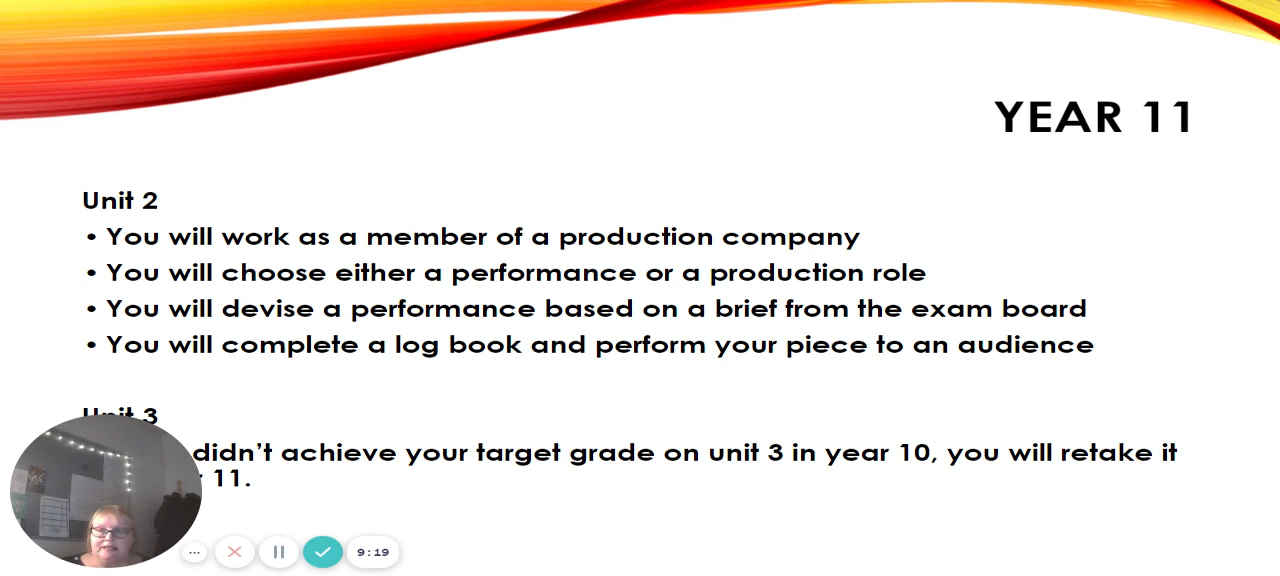 YEAR 11
Unit 2
• You will work as a member of a production company
• You will choose either a performance or a production role
• You will devise a performance based on a brief from the exam board
• You will complete a log book and perform your piece to an audience
Unit 3
didn't achieve your target grade on unit 3 in year 10, you will retake it
11.
9:19